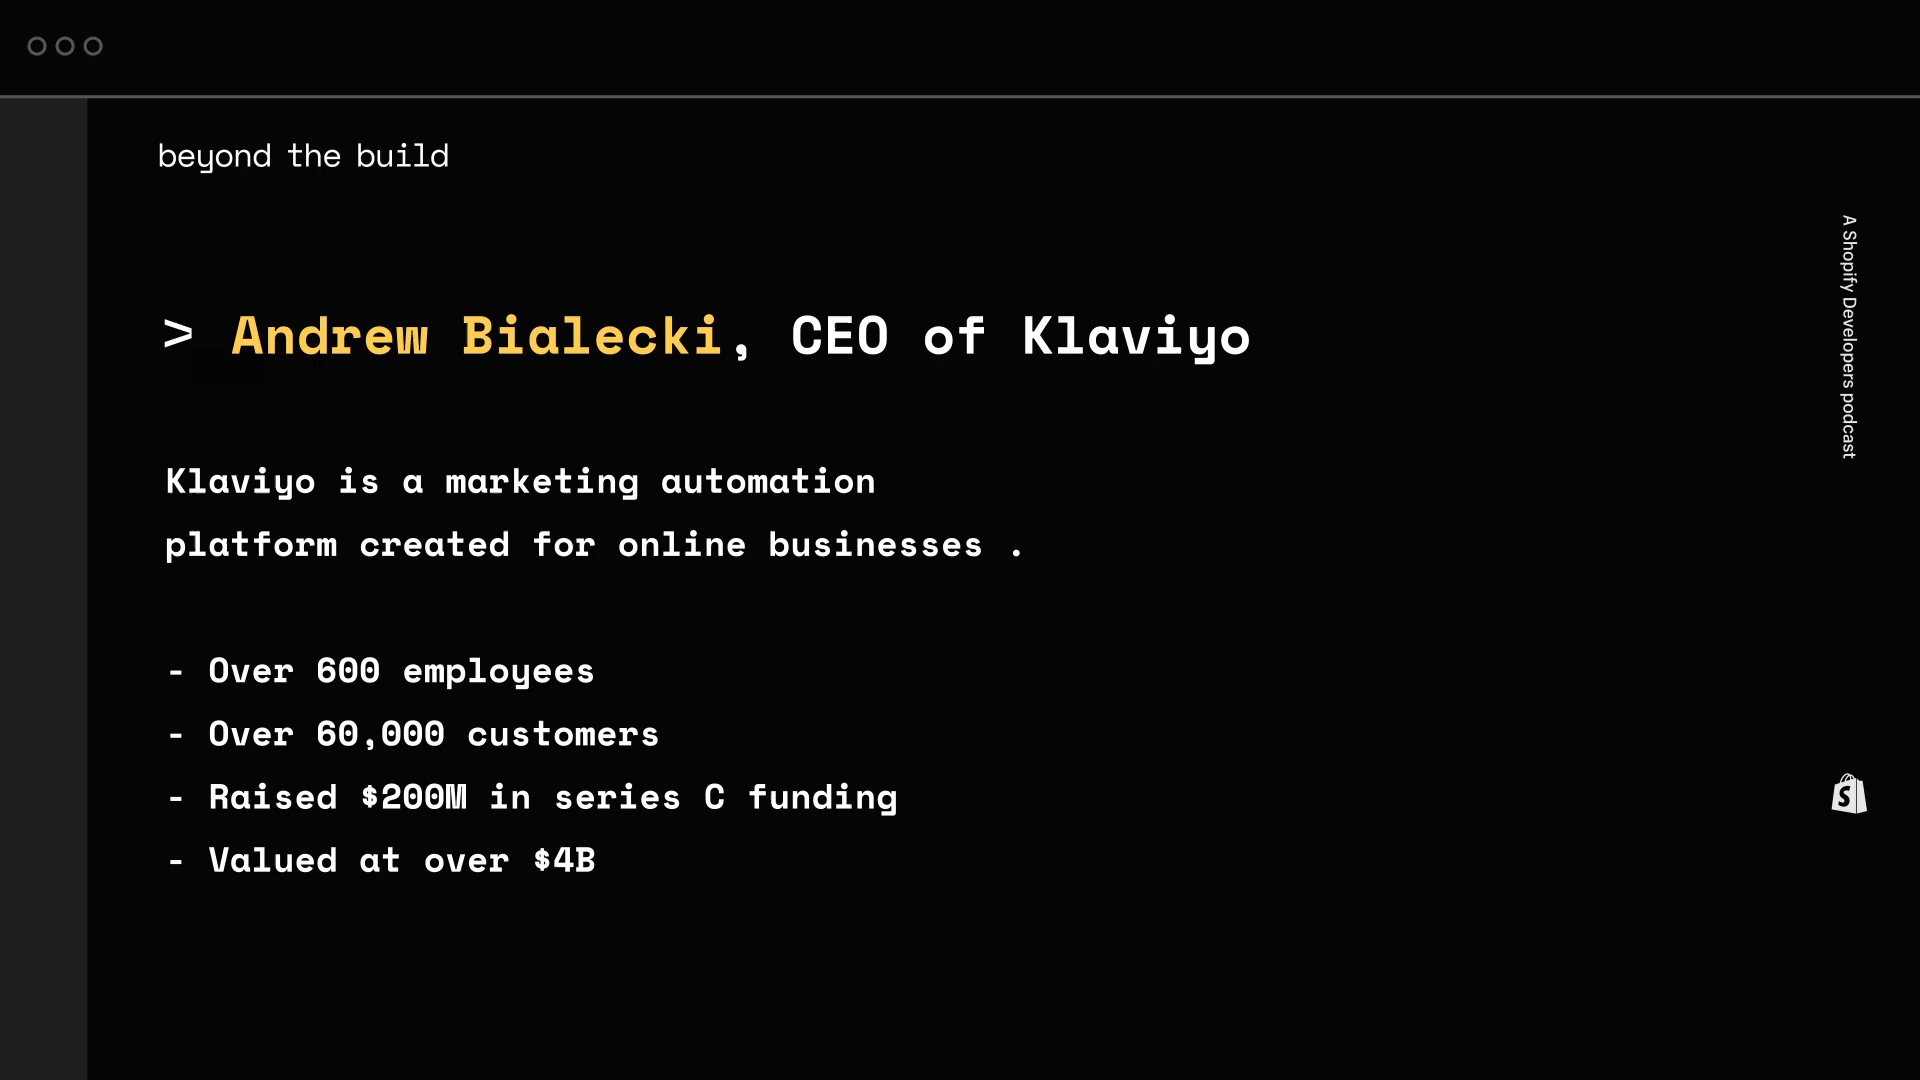 beyond the build
> Andrew Bialecki, CEO of Klaviyo
Klaviyo is a marketing automation
platform created for online businesses .
- Over 600 employees
- Over 60,000 customers
- Raised $200M in series C funding
- Valued at over $4B
A Shopify Developers podcast